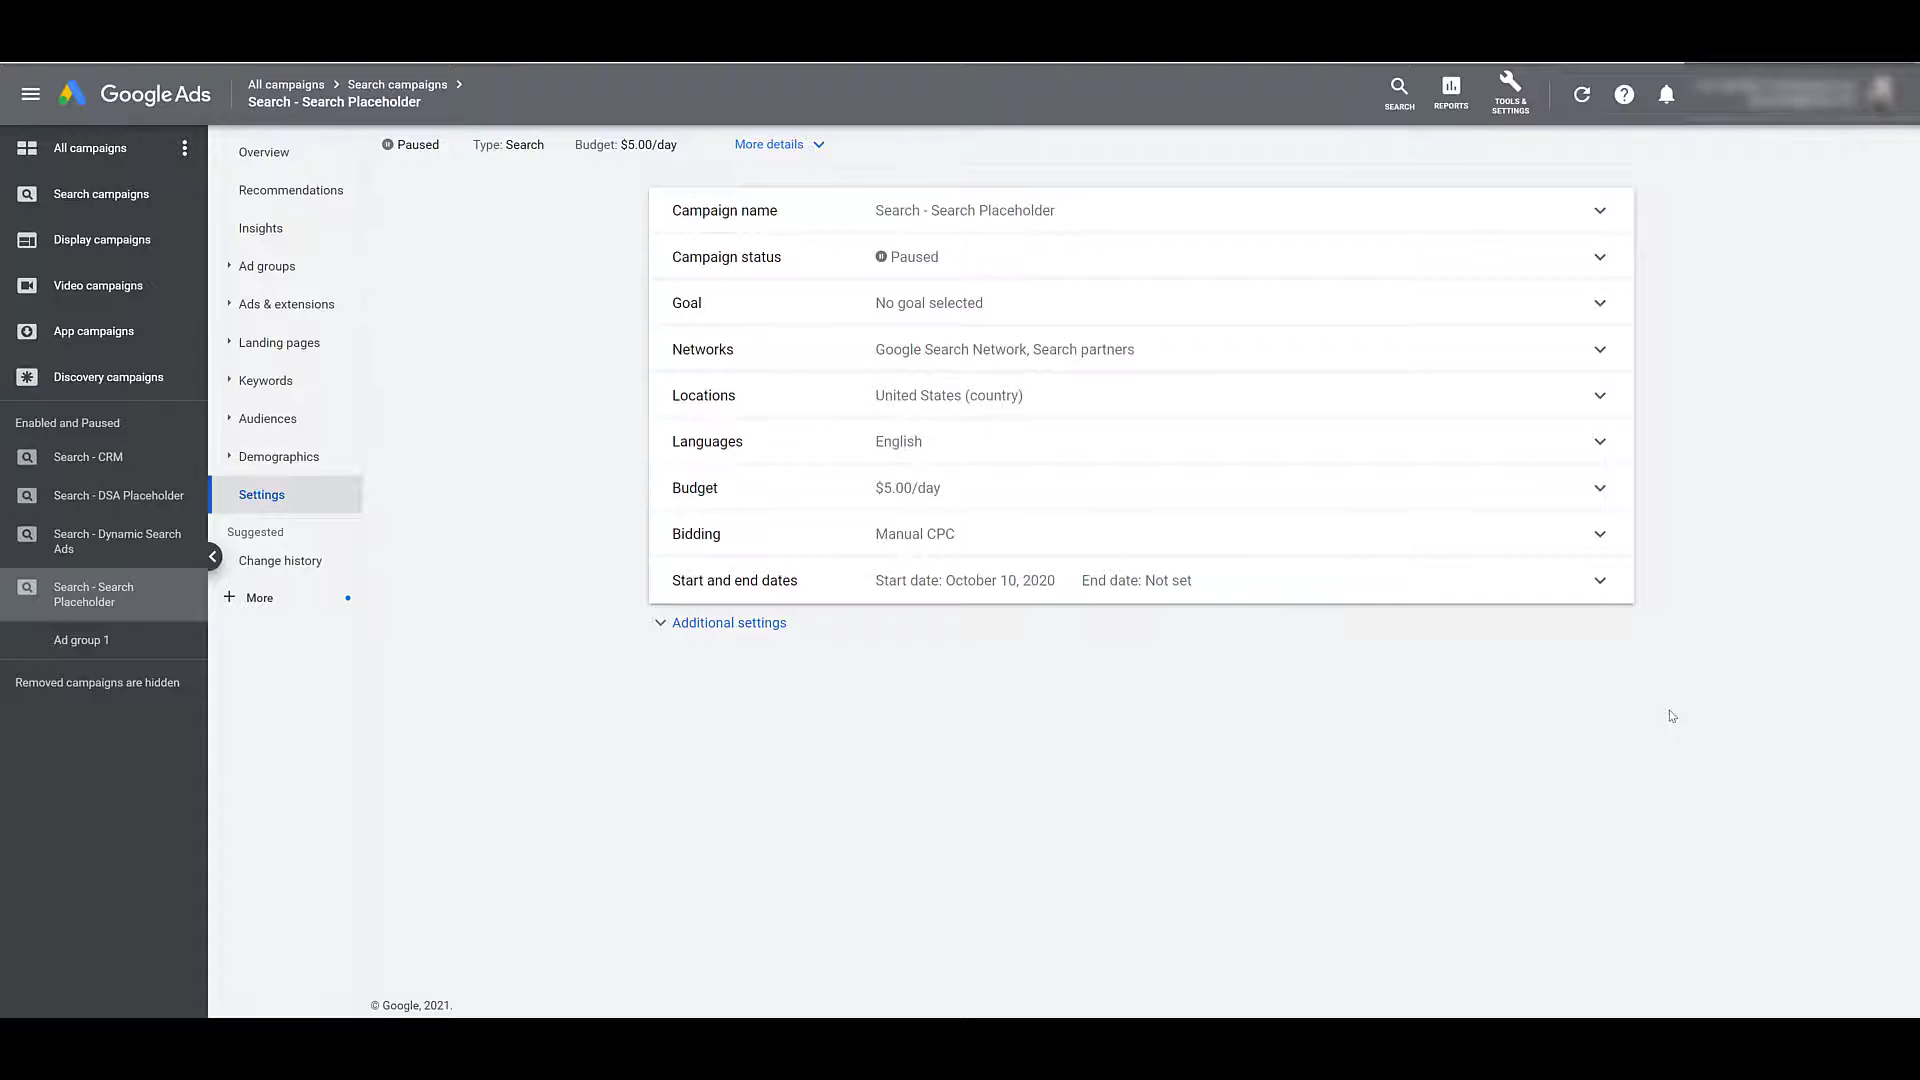 Google Ads
All campaigns > Search campaigns >
Search - Search Placeholder
SEARCH
REPORTS
TOOLS &
SETTINGS
All campaigns
Search campaigns
Display campaigns
Video campaigns
App campaigns
Discovery campaigns
Enabled and Paused
Search - CRM
Search - DSA Placeholder
Search - Dynamic Search
Ads
Search - Search
Placeholder
Ad group 1
Removed campaigns are hidden
Overview
Recommendations
Insights
Ad groups
Ads & extensions
Landing pages
Keywords
Audiences
Demographics
Settings
Suggested
Change history
+ More
Paused Type: Search Budget: $5.00/day More details
Campaign name Search - Search Placeholder
Campaign status Paused
Goal No goal selected
Networks Google Search Network, Search partners
Locations United States (country)
Languages English
Budget $5.00/day
Bidding Manual CPC
Start and end dates Start date: October 10, 2020 End date: Not set
Additional settings
© Google, 2021.